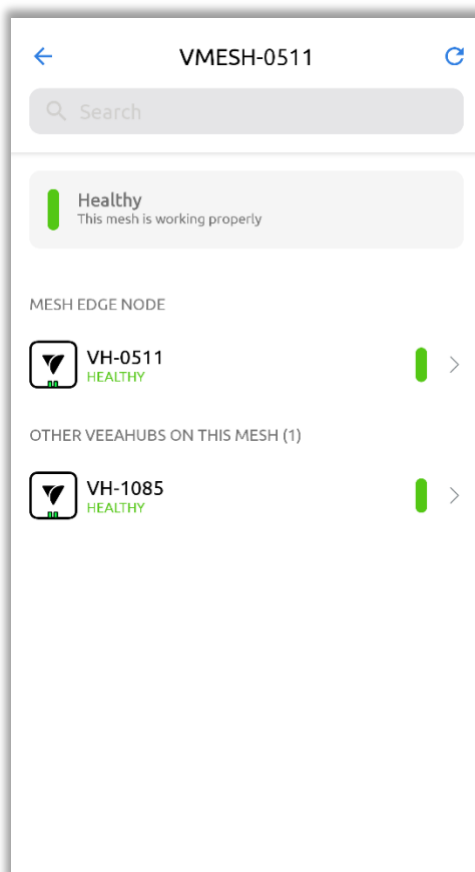 VMESH-0511
Search
Healthy
This mesh is working properly
MESH EDGE NODE
VH-0511
HEALTHY
OTHER VEEAHUBS ON THIS MESH (1)
VH-1085
HEALTHY